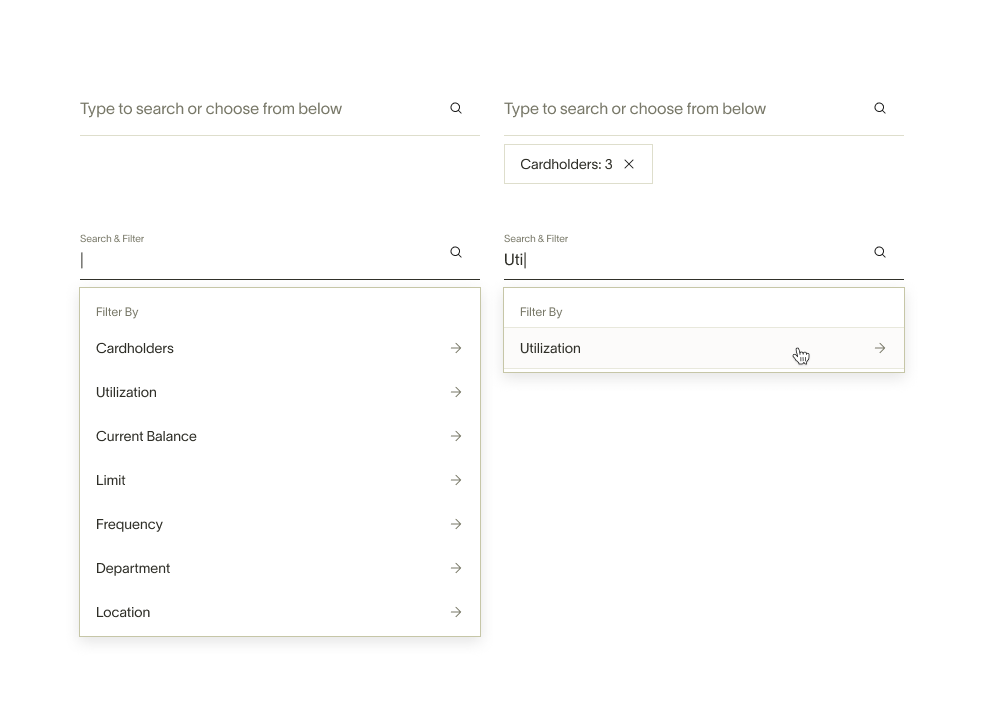 Type to search or choose from below
Type to search or choose from below
Cardholders: 3
Search & Filter
Filter By
Cardholders
Utilization
Current Balance
Limit
Frequency
Department
Location
Search & Filter
Uti
Filter By
Utilization